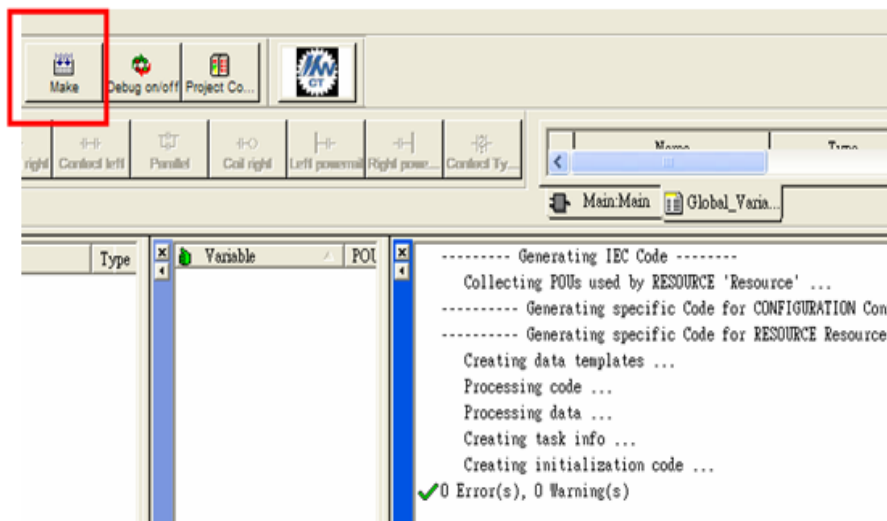 Make
Debug on/off
Project Co...
CT
right
Contact left
Parallel
Coil right
Left powerrail
Right powe...
Contact Ty...
Name
Type
Main:Main
Global_Varia...
Type
Variable
POU
--------- Generating IEC Code --------
Collecting POUs used by RESOURCE 'Resource' ...
---------- Generating specific Code for CONFIGURATION Con
---------- Generating specific Code for RESOURCE Resource
Creating data templates ...
Processing code ...
Processing data ...
Creating task info ...
Creating initialization code ...
0 Error(s), 0 Warning(s)